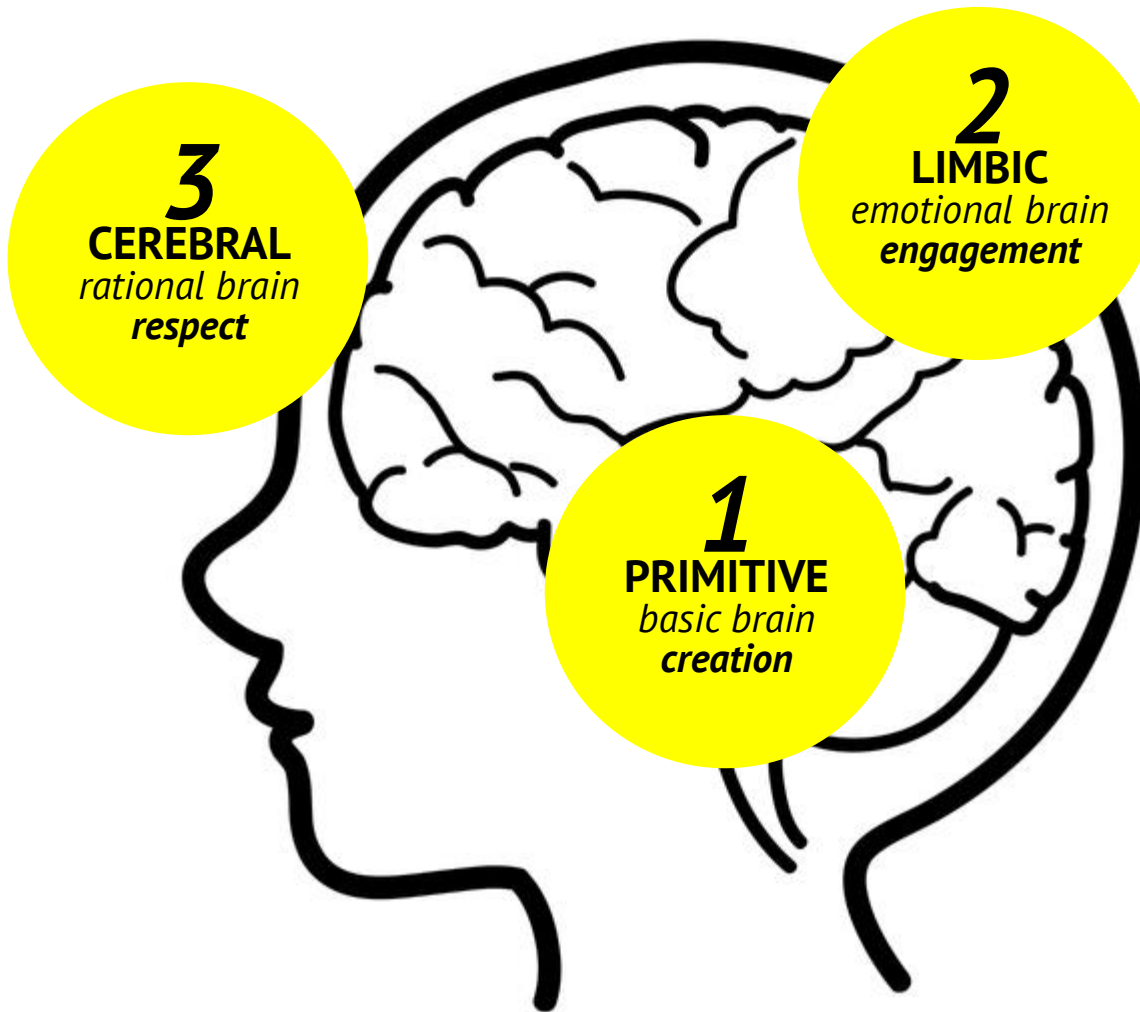 3
CEREBRAL
rational brain
respect
2
LIMBIC
emotional brain
engagement
1
PRIMITIVE
basic brain
creation